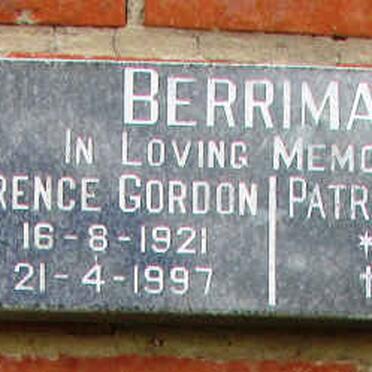 BERRIMA
IN LOVING MEMO
RENCE GORDON PATR
16-8-1921 *
21-4-1997 †